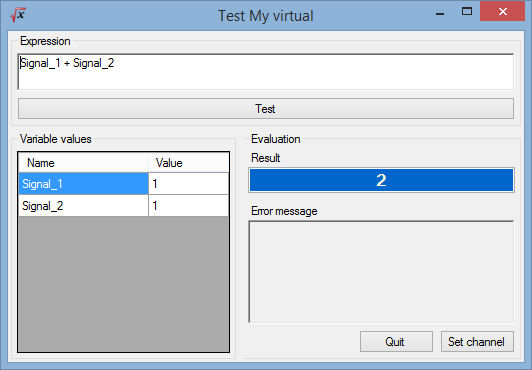 Test My virtual
Expression
Signal_1 + Signal_2
Test
Variable values
Name Value
Signal_1 1
Signal_2 1
Evaluation
Result
2
Error message
Quit Set channel